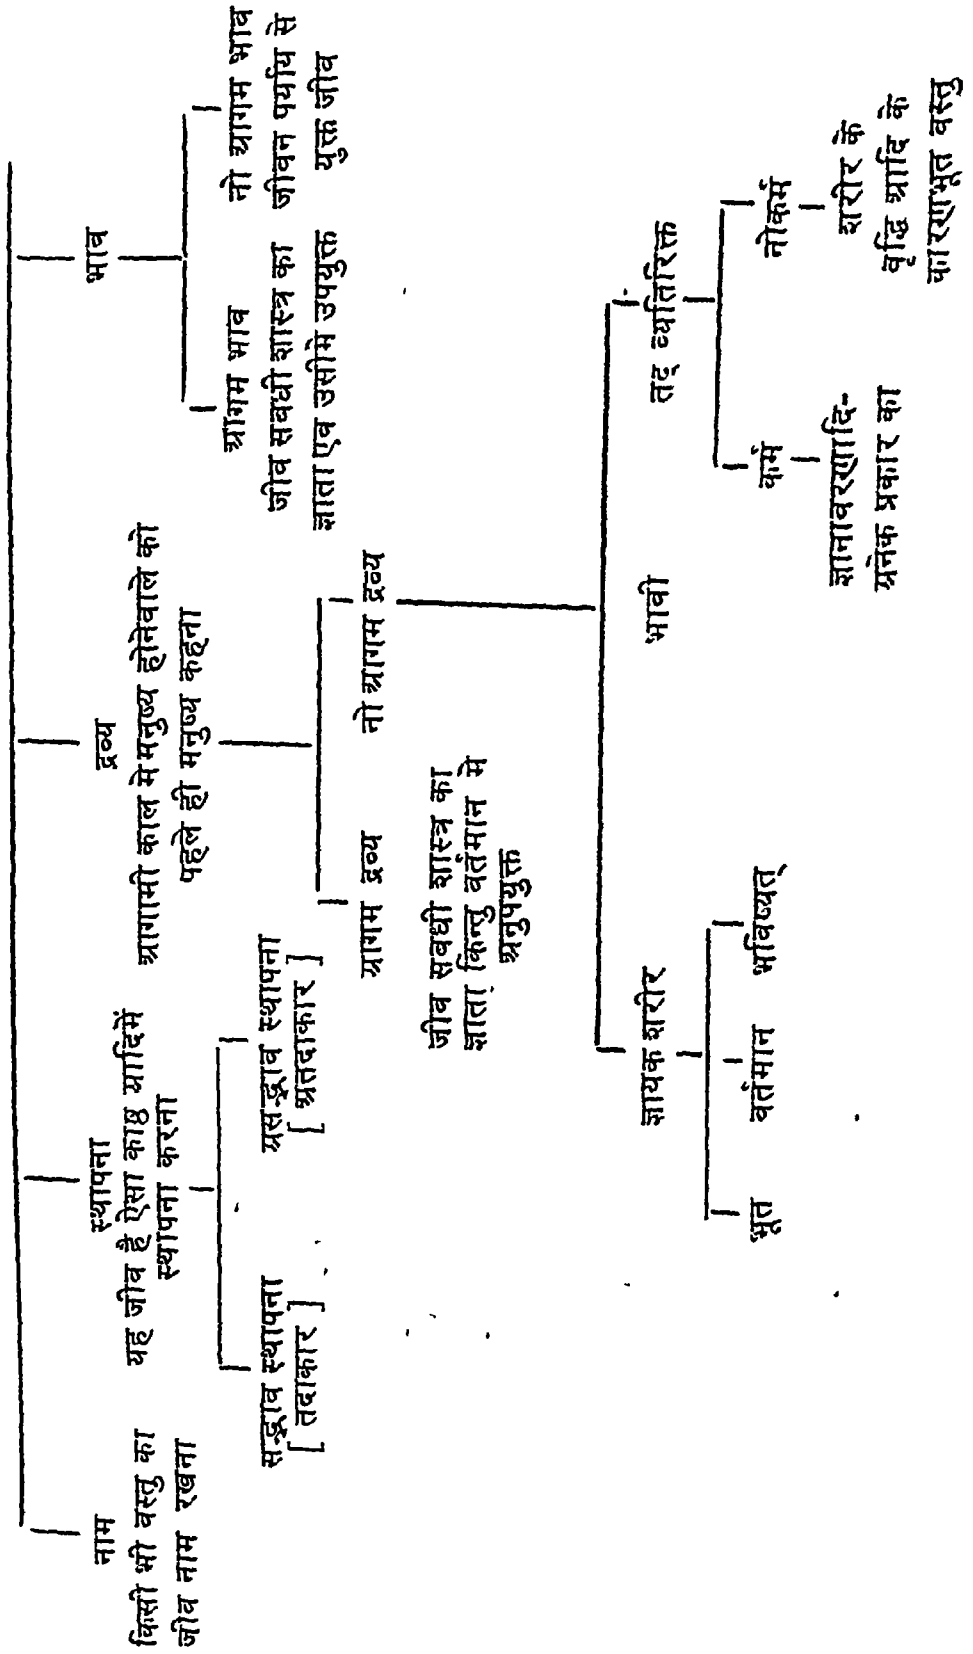 नाम
किसी भी वस्तु का
जीव नाम रखना
स्थापना
यह जीव है ऐसा काष्ठ आदिमें
स्थापना करना
सद्भाव स्थापना
[ तदाकार ]
असद्भाव स्थापना
[ अतदाकार ]
द्रव्य
आगामी काल मे मनुष्य होनेवाले को
पहले ही मनुष्य कहना
आगम द्रव्य
जीव सवधी शास्त्र का
ज्ञाता किन्तु वर्तमान मे
अनुपयुक्त
नो आगम द्रव्य
ज्ञायक शरीर
भूत
वर्तमान
भविष्यत्
भावी
तद् व्यतिरिक्त
कर्म
ज्ञानावरणादि-
अनेक प्रकार का
नोकर्म
शरीर के
वृद्धि आदि के
कारणभूत वस्तु
भाव
आगम भाव
जीव सवधी शास्त्र का
ज्ञाता एव उसीमे उपयुक्त
नो आगम भाव
जीवन पर्याय से
युक्त जीव